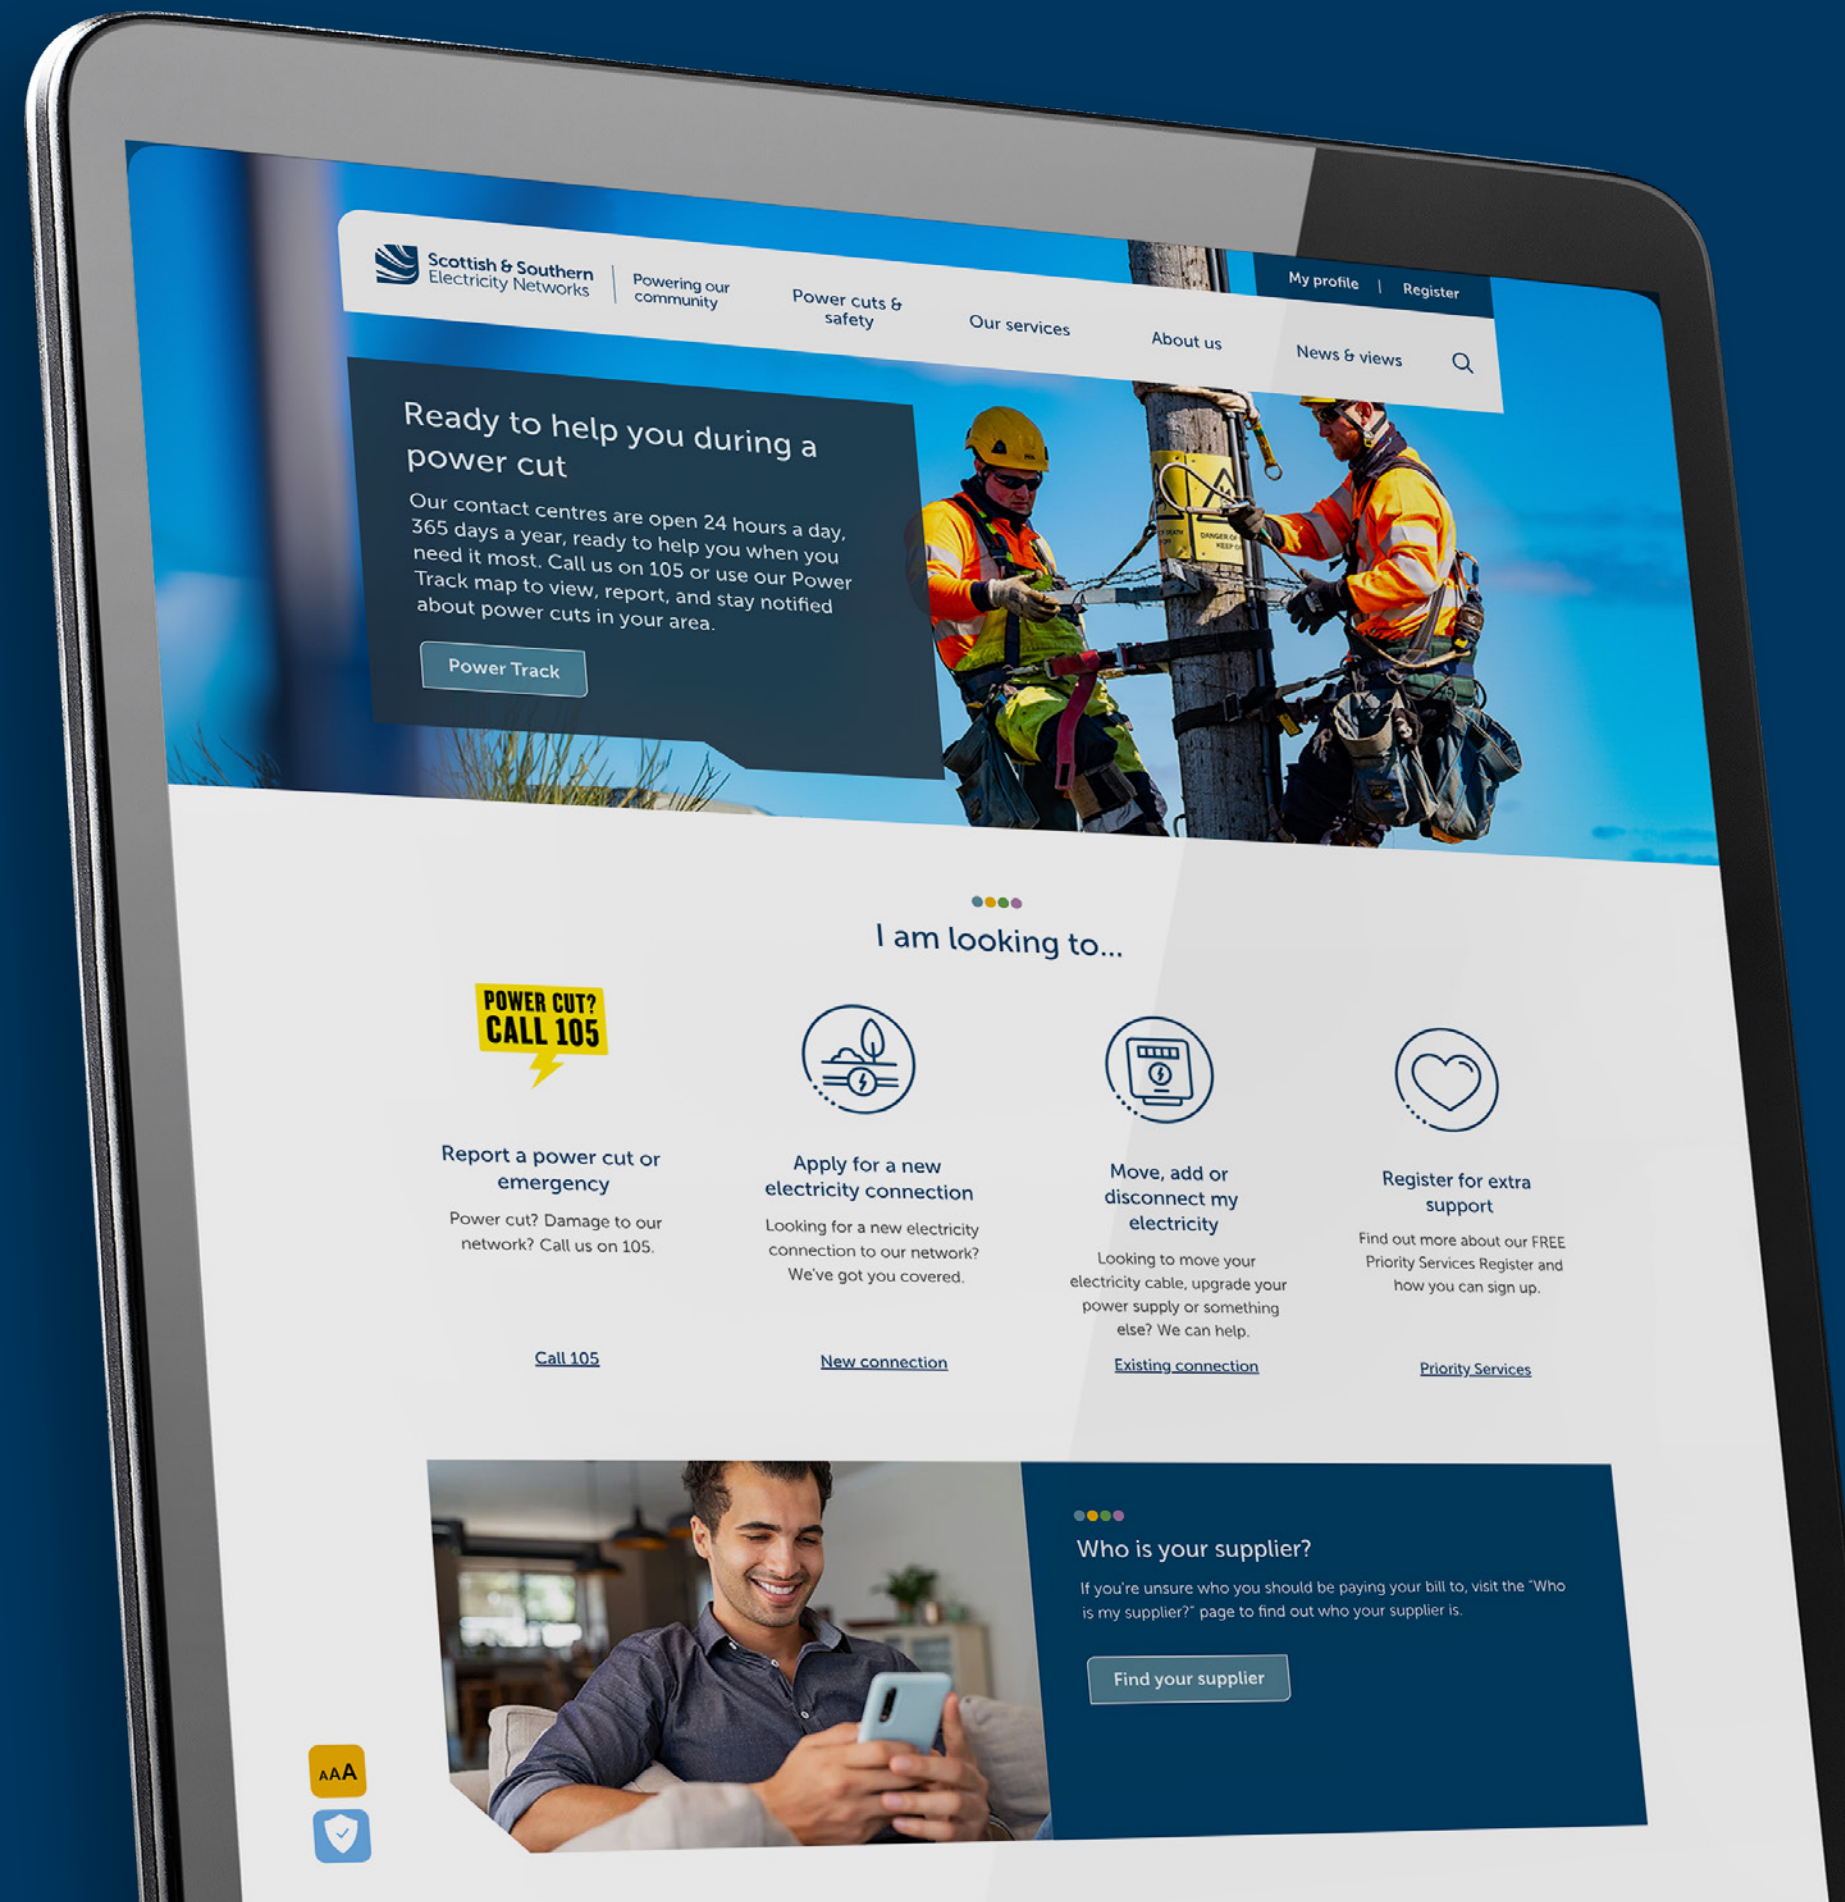 My profile | Register
Scottish & Southern
Electricity Networks
Powering our
community
Power cuts &
safety
Our services
About us
News & views
Ready to help you during a
power cut
Our contact centres are open 24 hours a day,
365 days a year, ready to help you when you
need it most. Call us on 105 or use our Power
Track map to view, report, and stay notified
about power cuts in your area.
Power Track
DANGER OF
KEEP
I am looking to...
POWER CUT?
CALL 105
Report a power cut or
emergency
Power cut? Damage to our
network? Call us on 105.
Call 105
Apply for a new
electricity connection
Looking for a new electricity
connection to our network?
We've got you covered.
New connection
Move, add or
disconnect my
electricity
Looking to move your
electricity cable, upgrade your
power supply or something
else? We can help.
Existing connection
Register for extra
support
Find out more about our FREE
Priority Services Register and
how you can sign up.
Priority Services
Who is your supplier?
If you're unsure who you should be paying your bill to, visit the "Who
is my supplier?" page to find out who your supplier is.
Find your supplier
AAA